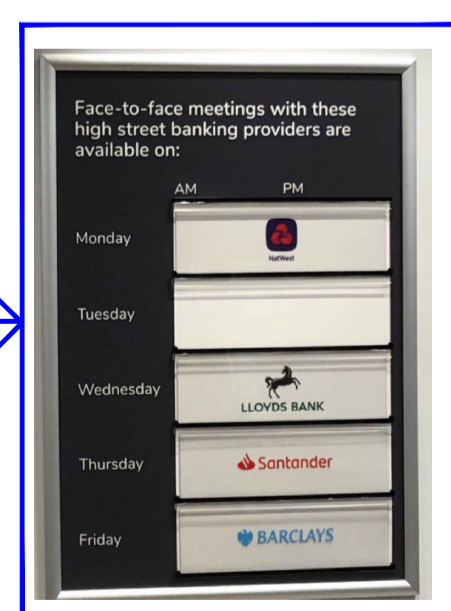 Face-to-face meetings with these
high street banking providers are
available on:
AM PM
Monday
NatWest
Tuesday
Wednesday
LLOYDS BANK
Thursday
Santander
Friday
BARCLAYS